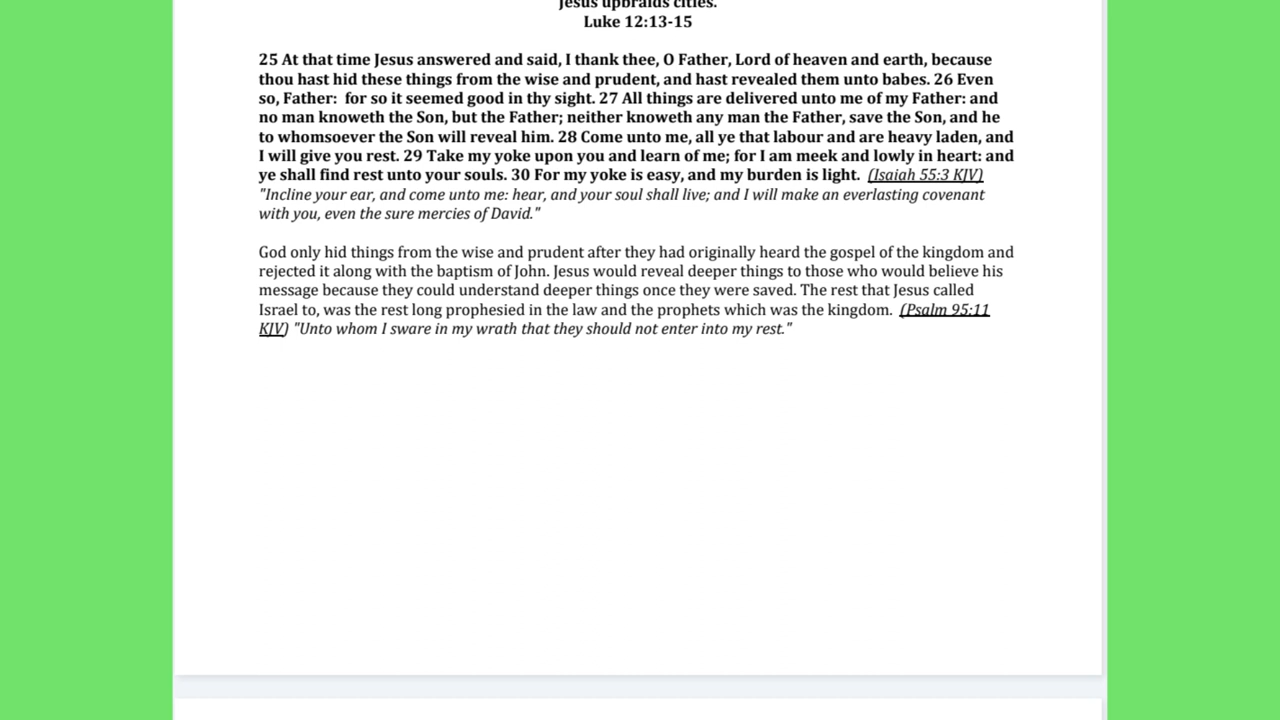 Jesus upbraids cities.
Luke 12:13-15
25 At that time Jesus answered and said, I thank thee, O Father, Lord of heaven and earth, because
thou hast hid these things from the wise and prudent, and hast revealed them unto babes. 26 Even
so, Father:  for so it seemed good in thy sight. 27 All things are delivered unto me of my Father: and
no man knoweth the Son, but the Father; neither knoweth any man the Father, save the Son, and he
to whomsoever the Son will reveal him. 28 Come unto me, all ye that labour and are heavy laden, and
I will give you rest. 29 Take my yoke upon you and learn of me; for I am meek and lowly in heart: and
ye shall find rest unto your souls. 30 For my yoke is easy, and my burden is light.  (Isaiah 55:3 KJV)
"Incline your ear, and come unto me: hear, and your soul shall live; and I will make an everlasting covenant
with you, even the sure mercies of David."
God only hid things from the wise and prudent after they had originally heard the gospel of the kingdom and
rejected it along with the baptism of John. Jesus would reveal deeper things to those who would believe his
message because they could understand deeper things once they were saved. The rest that Jesus called
Israel to, was the rest long prophesied in the law and the prophets which was the kingdom.  (Psalm 95:11
KJV) "Unto whom I sware in my wrath that they should not enter into my rest."